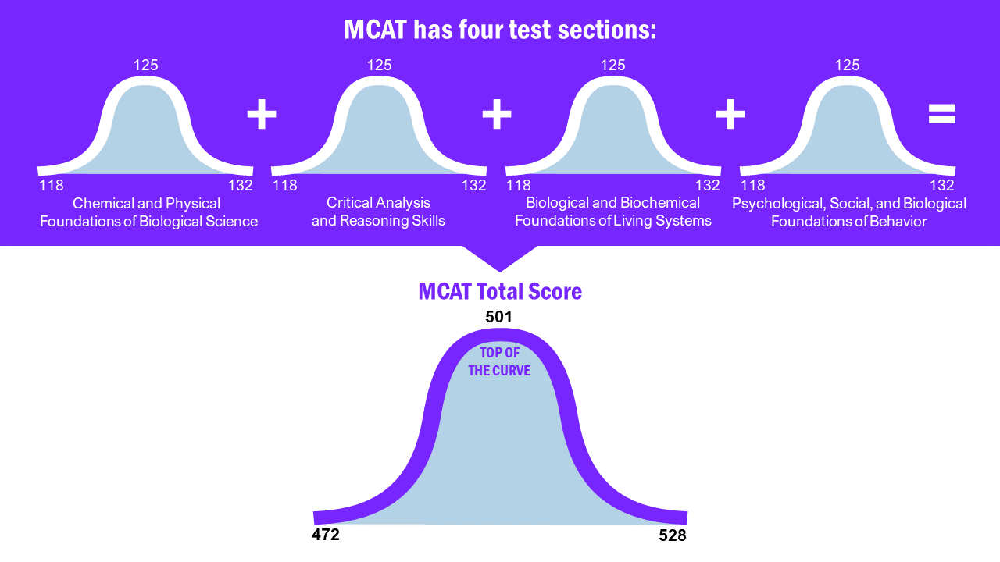 MCAT has four test sections:
125
125
125
125
+
+
+
=
118
132
118
132
118
132
118
132
Chemical and Physical
Foundations of Biological Science
Critical Analysis
and Reasoning Skills
Biological and Biochemical
Foundations of Living Systems
Psychological, Social, and Biological
Foundations of Behavior
MCAT Total Score
501
TOP OF
THE CURVE
472
528